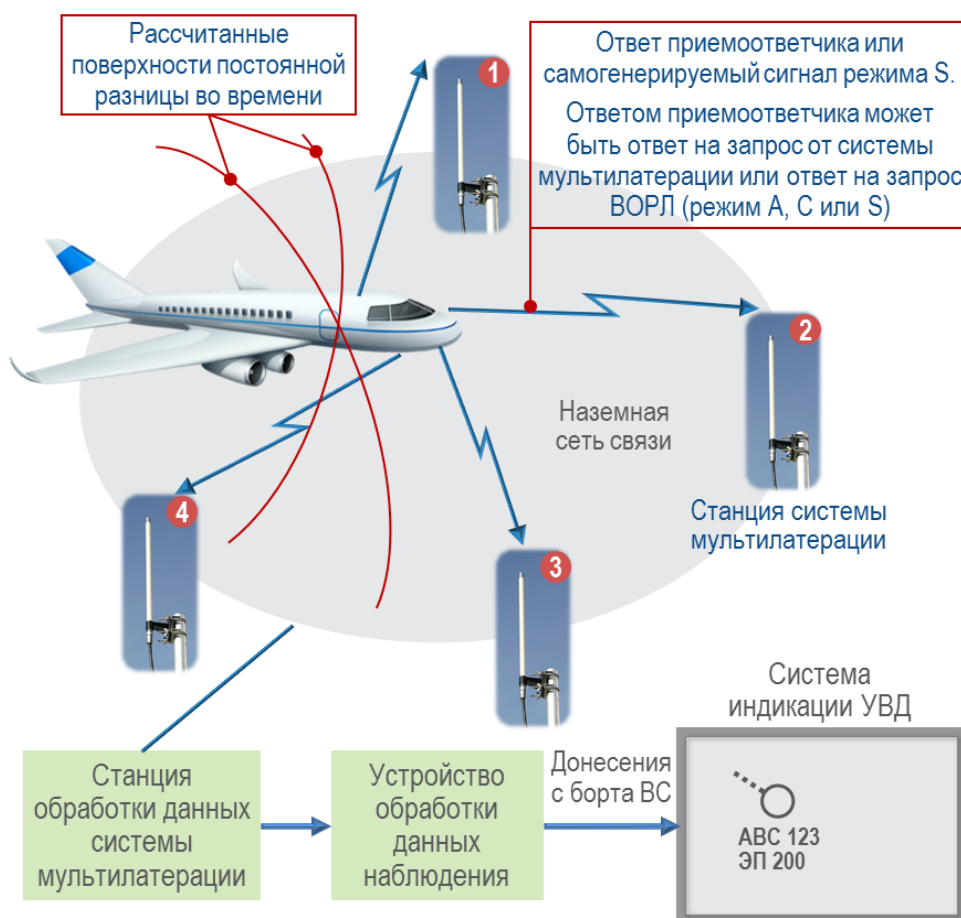 Рассчитанные
поверхности постоянной
разницы во времени
1
Ответ приемоответчика или
самогенерируемый сигнал режима S.
Ответом приемоответчика может
быть ответ на запрос от системы
мультилатерации или ответ на запрос
ВОРЛ (режим А, С или S)
2
Наземная
сеть связи
Станция системы
мультилатерации
4
3
Система
индикации УВД
Станция
обработки данных
системы
мультилатерации
Устройство
обработки
данных
наблюдения
Донесения
с борта ВС
АВС 123
ЭП 200